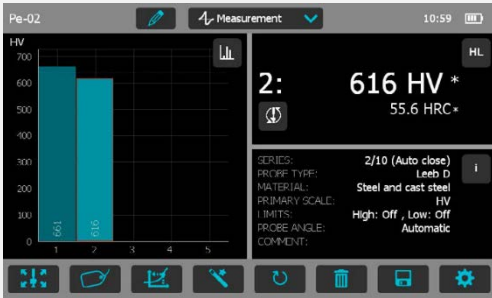 Pe-02
Measurement
10:59
HV
700
600
500
400
300
200
100
0
661
616
1 2 3 4 5
HL
2: 616 HV *
55.6 HRC*
SERIES: 2/10 (Auto close)
PROBE TYPE: Leeb D
MATERIAL: Steel and cast steel
PRIMARY SCALE: HV
LIMITS: High: Off , Low: Off
PROBE ANGLE: Automatic
COMMENT:
i